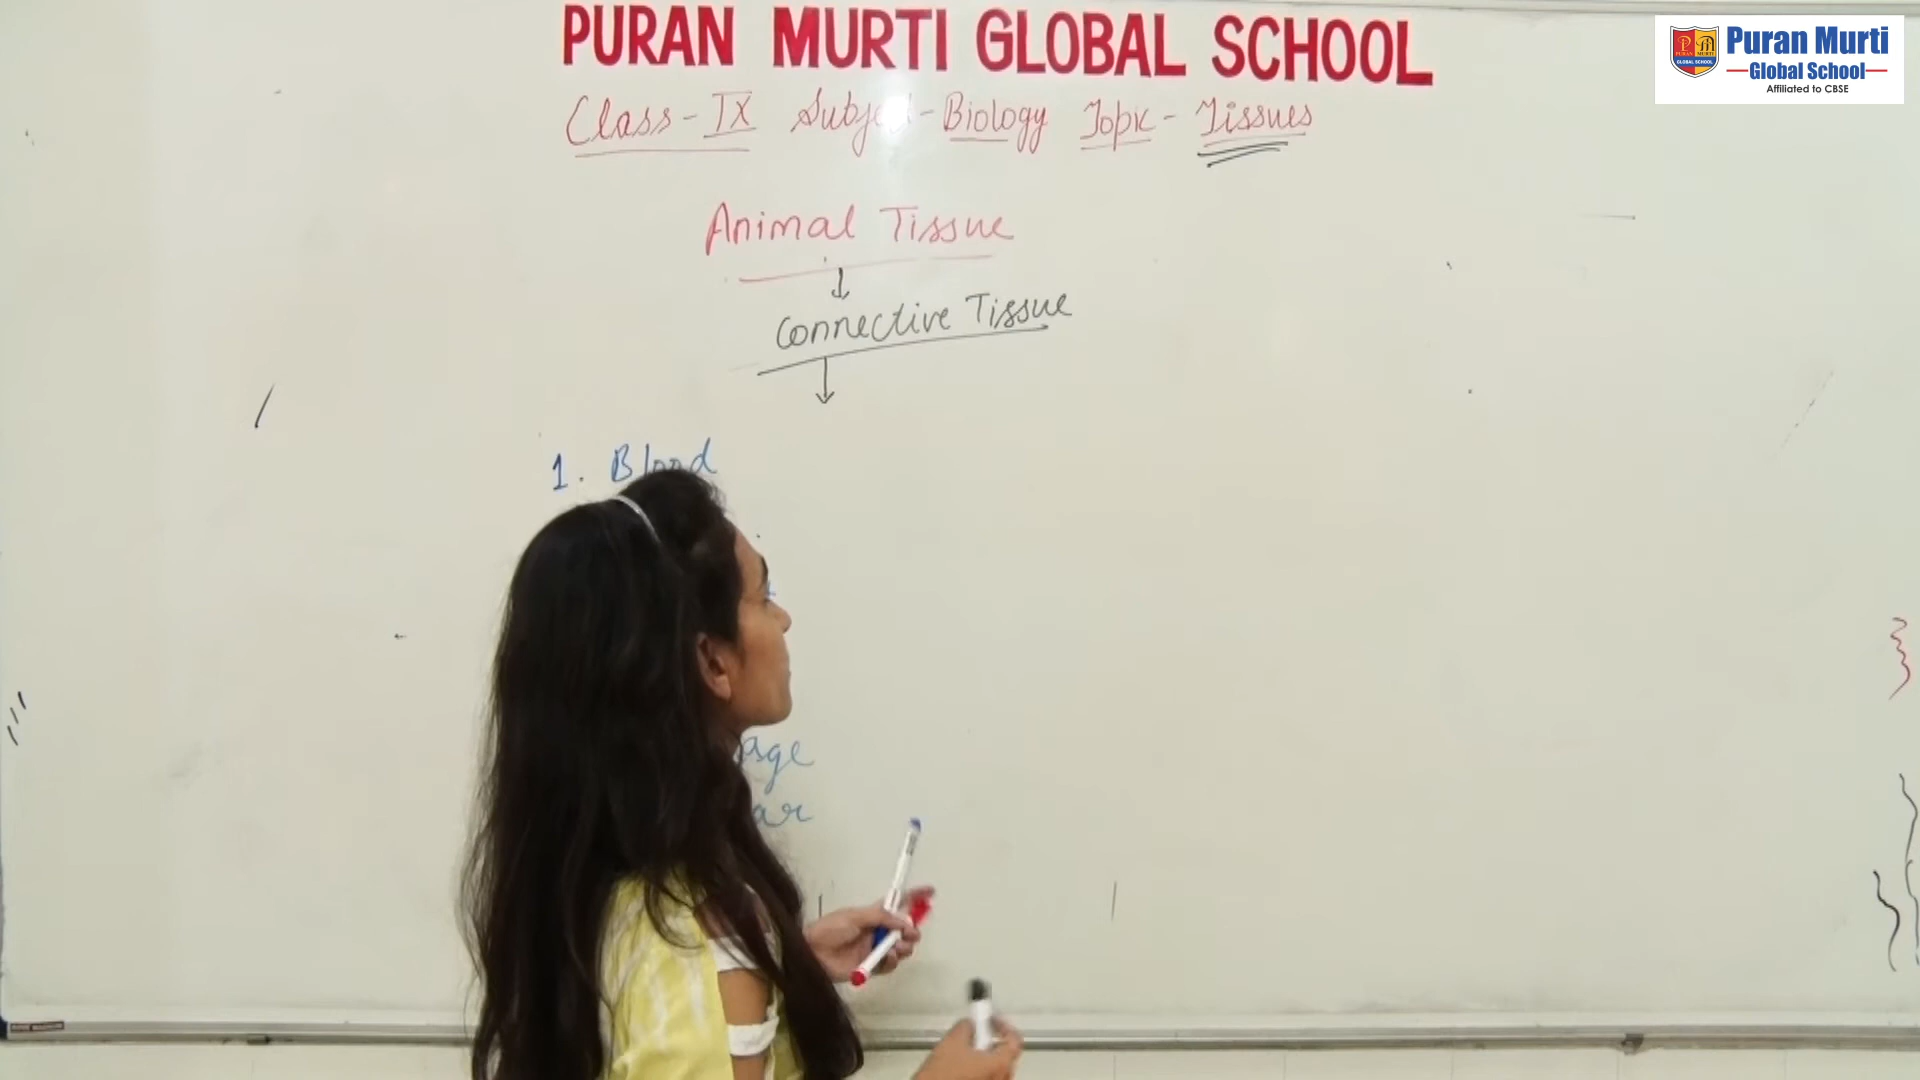 PURAN MURTI GLOBAL SCHOOL
Puran Murti
Global School
Affiliated to CBSE
Class - IX Subject - Biology Topic - Tissues
Animal Tissue
Connective Tissue
1. Blood